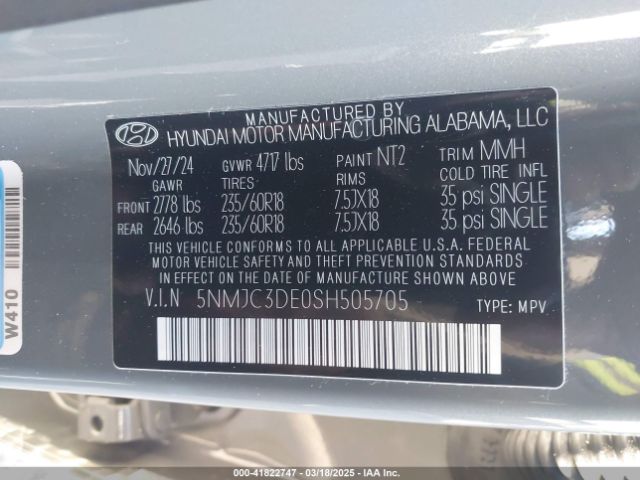 MANUFACTURED BY
HYUNDAI MOTOR MANUFACTURING ALABAMA, LLC
Nov/27/24 GVWR 4717 lbs PAINT NT2 TRIM MMH
GAWR TIRES RIMS COLD TIRE INFL
FRONT 2778 lbs 235/60R18 7.5JX18 35 psi SINGLE
REAR 2646 lbs 235/60R18 7.5JX18 35 psi SINGLE
THIS VEHICLE CONFORMS TO ALL APPLICABLE U.S.A. FEDERAL
MOTOR VEHICLE SAFETY, BUMPER, AND THEFT PREVENTION STANDARDS
IN EFFECT ON THE DATE OF MANUFACTURE SHOWN ABOVE.
V.I.N 5NMJC3DE0SH505705 TYPE: MPV
W410
000-41822747 - 03/18/2025 - IAA Inc.